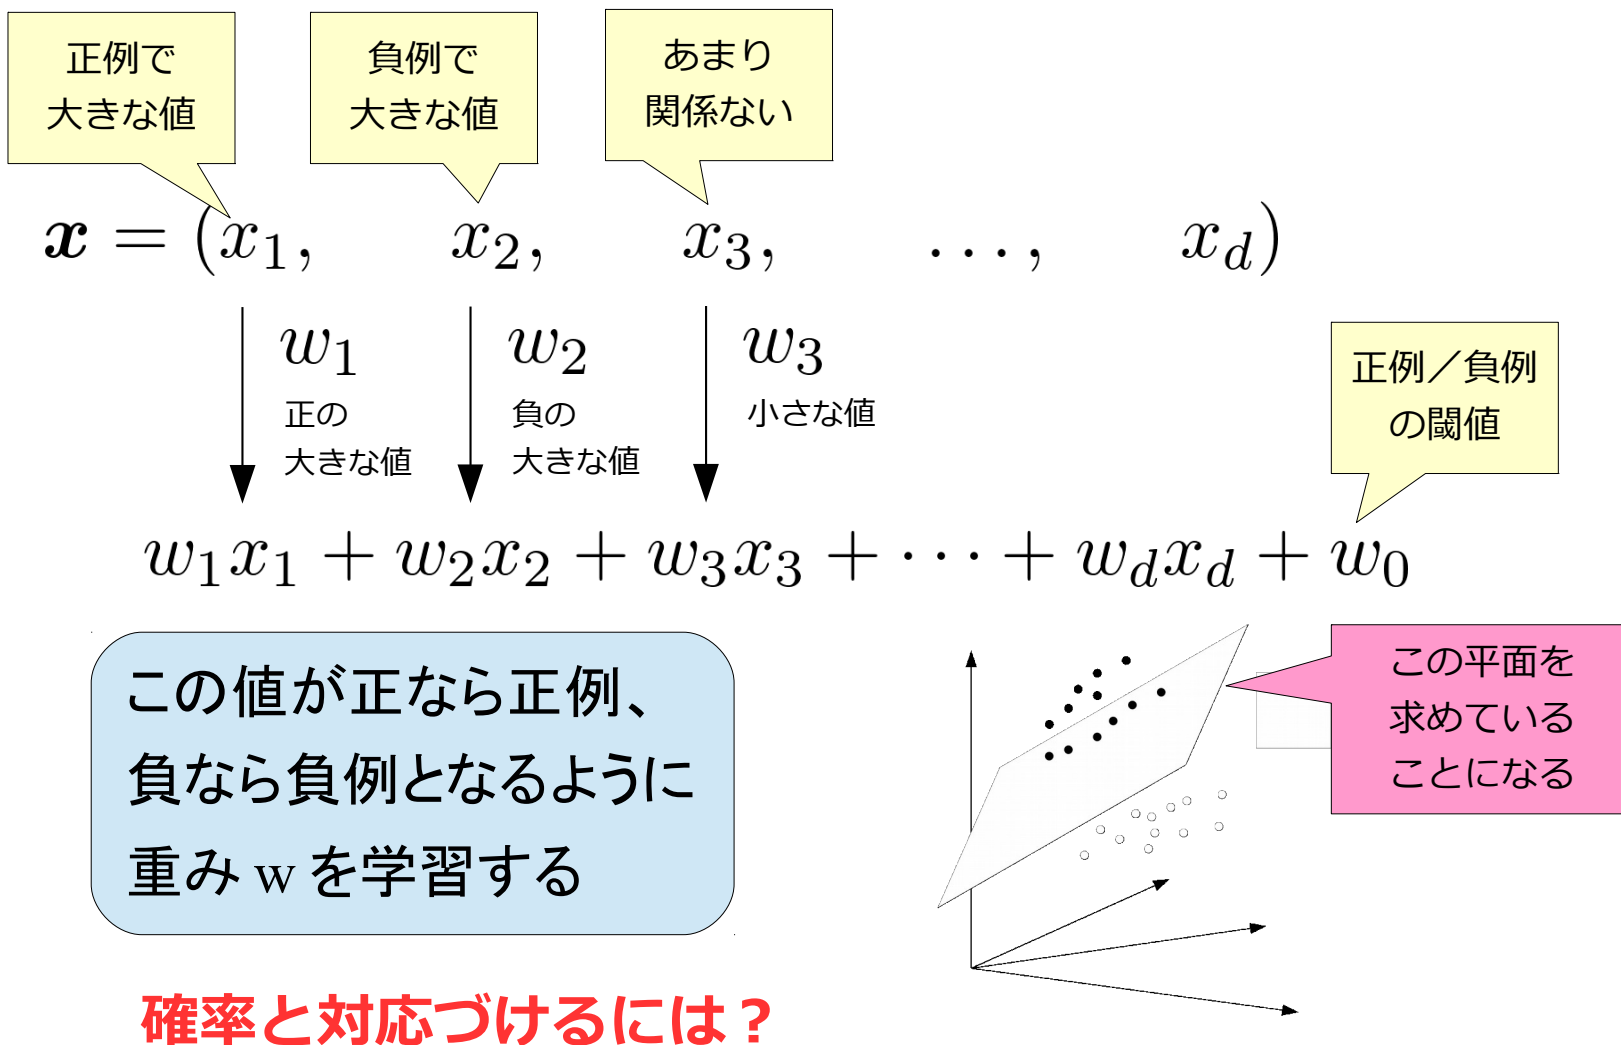 正例で
大きな値
負例で
大きな値
あまり
関係ない
x = (x₁, x₂, x₃, ..., x_d)
w₁
正の
大きな値
w₂
負の
大きな値
w₃
小さな値
正例／負例
の閾値
w₁x₁ + w₂x₂ + w₃x₃ + ⋯ + w_d x_d + w₀
この値が正なら正例、
負なら負例となるように
重み w を学習する
この平面を
求めている
ことになる
確率と対応づけるには？